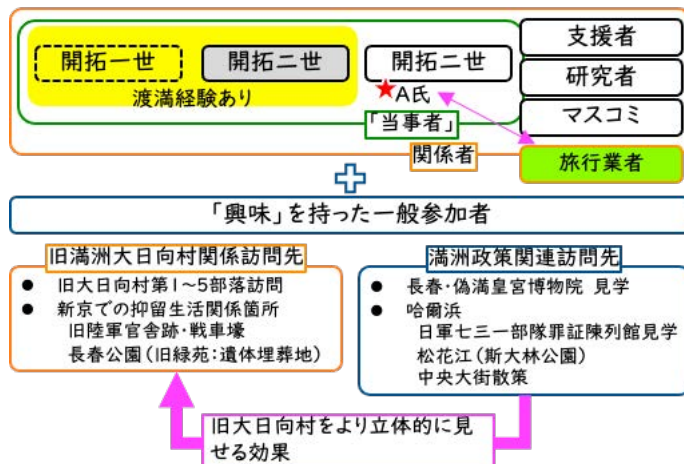 開拓一世
開拓二世
開拓二世
支援者
研究者
マスコミ
渡満経験あり
★A氏
「当事者」
関係者
旅行業者
「興味」を持った一般参加者
旧満洲大日向村関係訪問先
● 旧大日向村第1～5部落訪問
● 新京での抑留生活関係箇所
旧陸軍官舎跡・戦車壕
長春公園(旧緑苑:遺体埋葬地)
満洲政策関連訪問先
● 長春・偽満皇宮博物院 見学
● 哈爾浜
日軍七三一部隊罪証陳列館見学
松花江(斯大林公園)
中央大街散策
旧大日向村をより立体的に見
せる効果